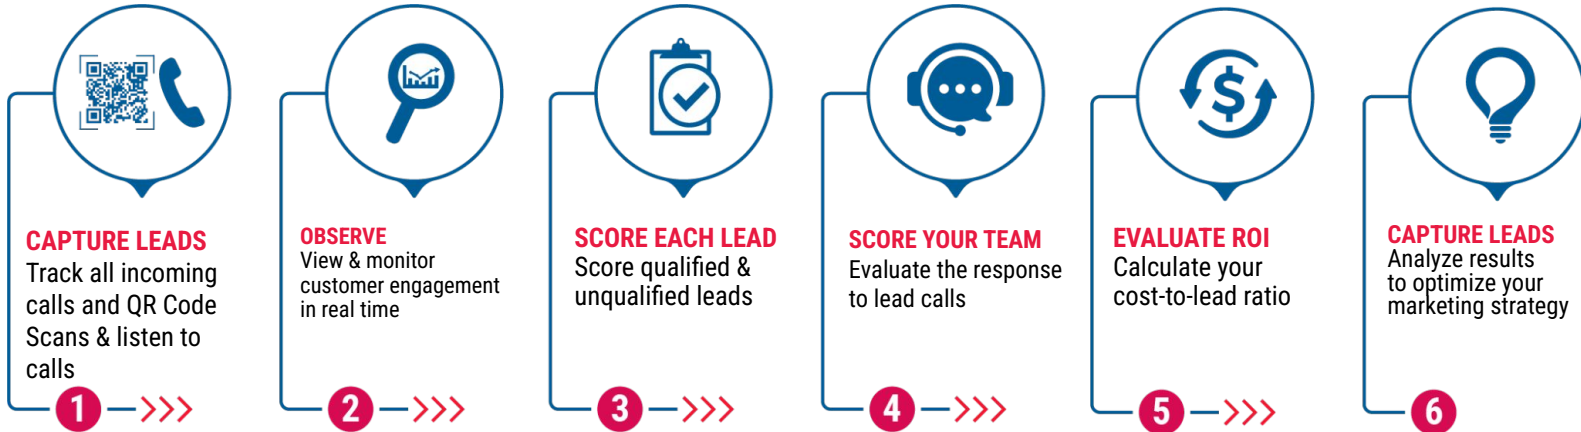 CAPTURE LEADS
Track all incoming
calls and QR Code
Scans & listen to
calls
1
OBSERVE
View & monitor
customer engagement
in real time
2
SCORE EACH LEAD
Score qualified &
unqualified leads
3
SCORE YOUR TEAM
Evaluate the response
to lead calls
4
$
EVALUATE ROI
Calculate your
cost-to-lead ratio
5
CAPTURE LEADS
Analyze results
to optimize your
marketing strategy
6